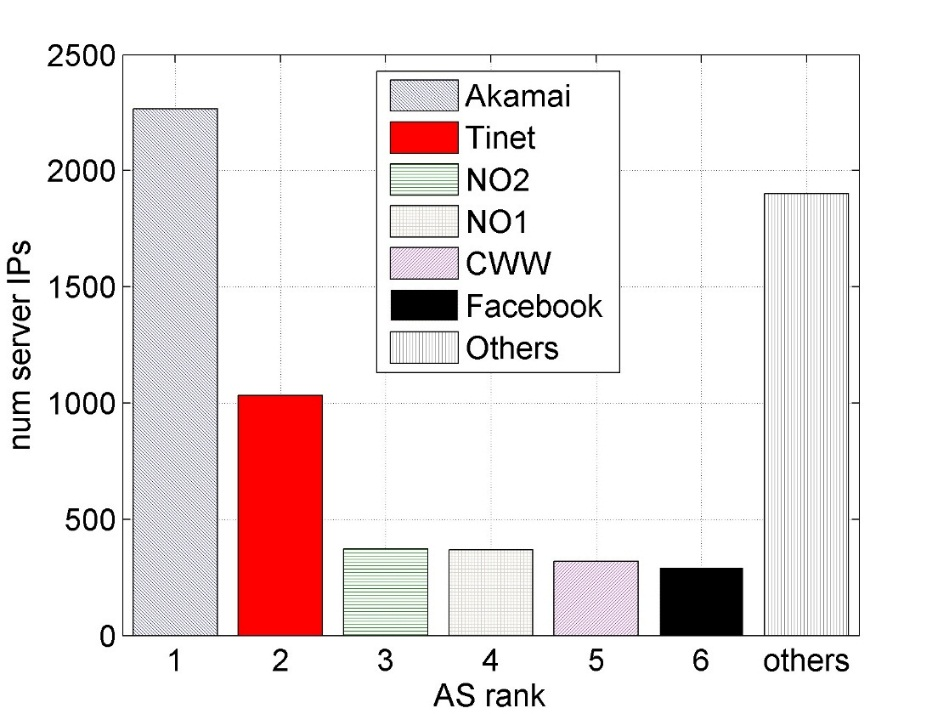 2500
2000
1500
1000
500
0
num server IPs
Akamai
Tinet
NO2
NO1
CWW
Facebook
Others
1 2 3 4 5 6 others
AS rank